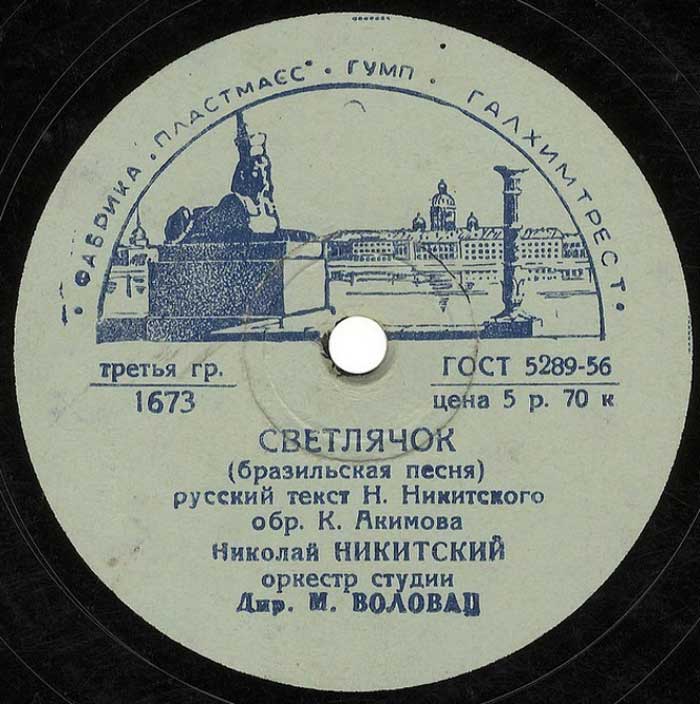 ФАБРИКА · ПЛАСТМАСС · ГУМП · ГАЛХИМТРЕСТ ·
третья гр.
1673
ГОСТ 5289-56
цена 5 р. 70 к
СВЕТЛЯЧОК
(бразильская песня)
русский текст Н. Никитского
обр. К. Акимова
Николай НИКИТСКИЙ
оркестр студии
Дир. М. ВОЛОВАЦ